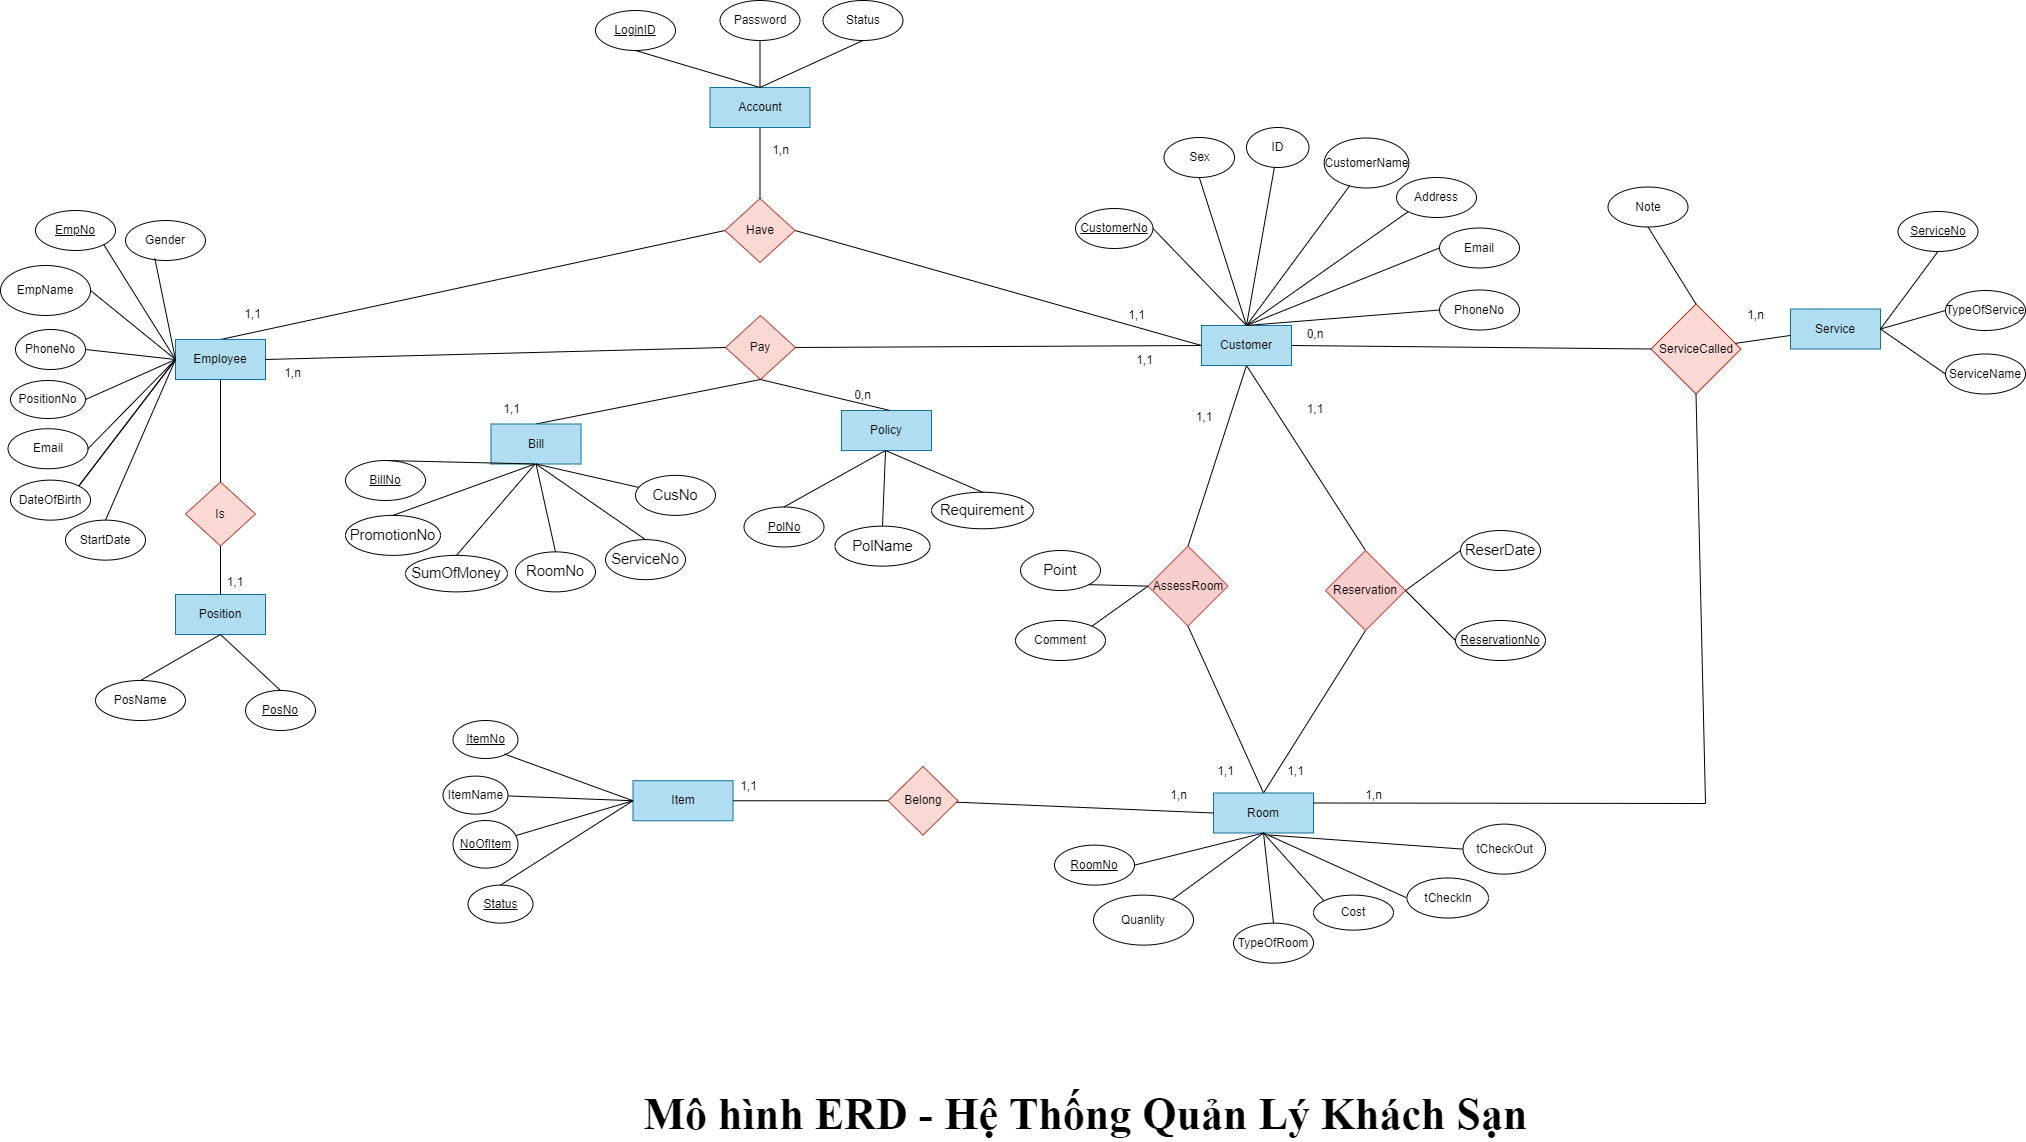 LoginID
Password
Status
Account
1,n
Have
EmpNo
Gender
EmpName
PhoneNo
PositionNo
Email
DateOfBirth
StartDate
1,1
Employee
1,n
Is
1,1
Position
PosName
PosNo
Pay
1,1
0,n
Bill
BillNo
PromotionNo
SumOfMoney
RoomNo
ServiceNo
CusNo
Policy
PolNo
PolName
Requirement
CustomerNo
Sex
ID
CustomerName
Address
Email
PhoneNo
1,1
Customer
0,n
1,1
1,1
1,1
Note
ServiceCalled
1,n
Service
ServiceNo
TypeOfService
ServiceName
Point
Comment
AssessRoom
Reservation
ReserDate
ReservationNo
ItemNo
ItemName
NoOfItem
Status
Item
1,1
Belong
1,n
1,1
1,1
1,n
Room
RoomNo
Quanlity
TypeOfRoom
Cost
tCheckIn
tCheckOut
Mô hình ERD - Hệ Thống Quản Lý Khách Sạn